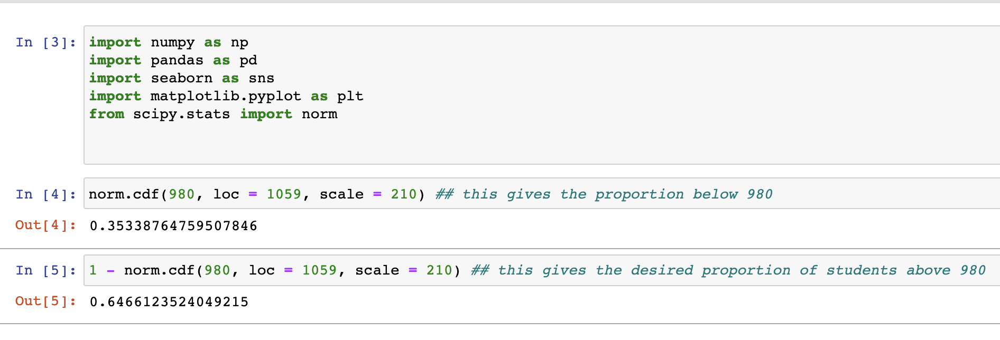 In [3]: import numpy as np
import pandas as pd
import seaborn as sns
import matplotlib.pyplot as plt
from scipy.stats import norm
In [4]: norm.cdf(980, loc = 1059, scale = 210) ## this gives the proportion below 980
Out[4]: 0.35338764759507846
In [5]: 1 - norm.cdf(980, loc = 1059, scale = 210) ## this gives the desired proportion of students above 980
Out[5]: 0.6466123524049215